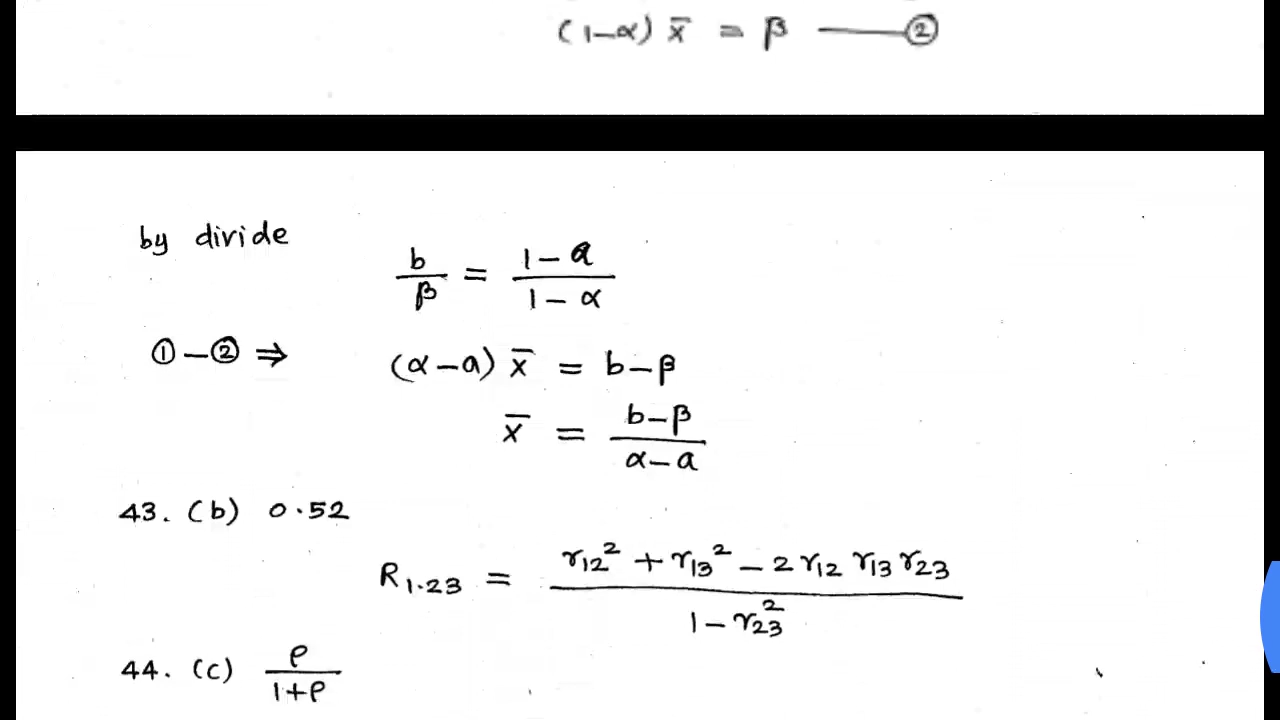 (1-α) x̄ = β —— ②
by divide
b/β = (1-a)/(1-α)
①-② ⇒ (α-a) x̄ = b-β
x̄ = (b-β)/(α-a)
43. (b) 0.52
R₁.₂₃ = (r₁₂² + r₁₃² - 2 r₁₂ r₁₃ r₂₃)/(1 - r₂₃²)
44. (c) ρ/(1+ρ)